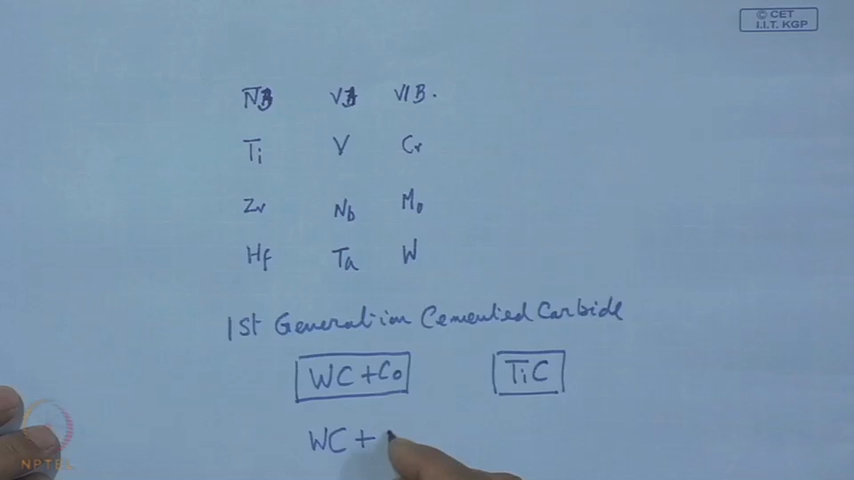 © CET
I.I.T. KGP
IVB VB VIB.
Ti V Cr
Zr Nb Mo
Hf Ta W
1st Generation Cemented Carbide
WC+Co TiC
WC+
NPTEL